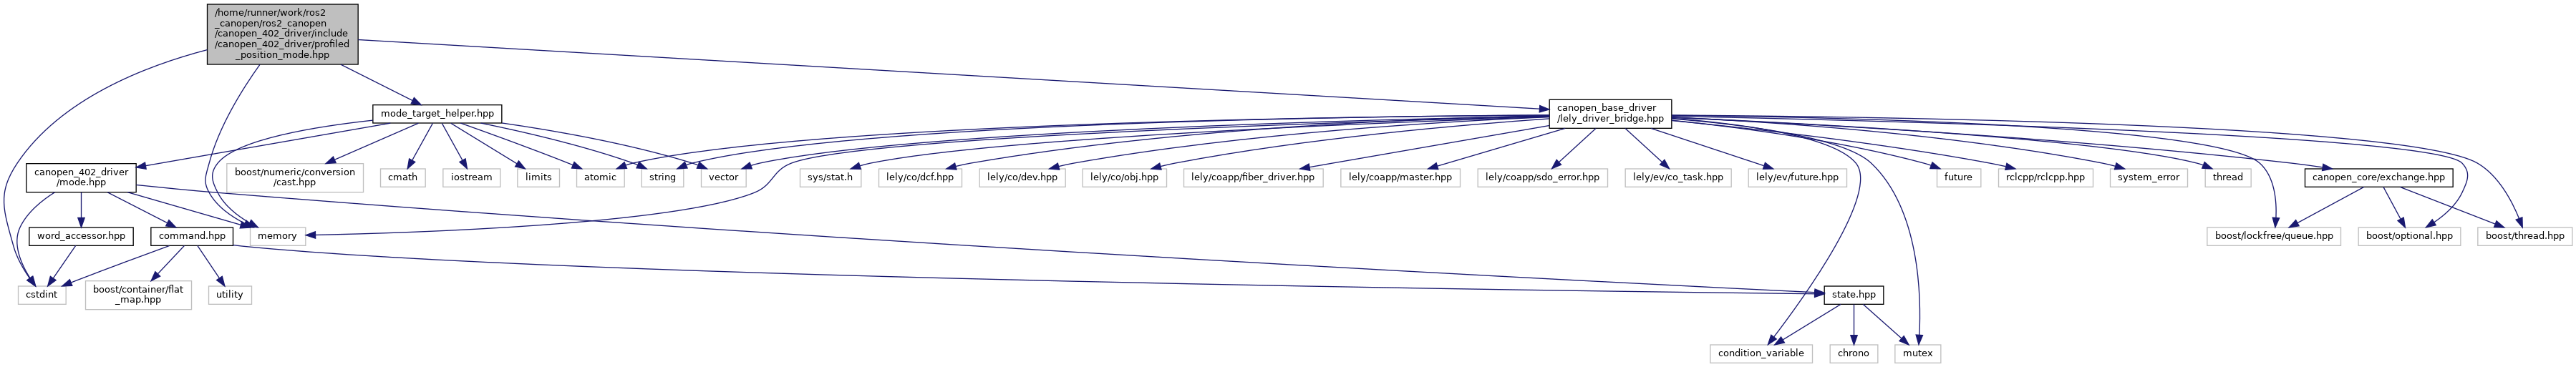 /home/runner/work/ros2
_canopen/ros2_canopen
/canopen_402_driver/include
/canopen_402_driver/profiled
_position_mode.hpp
mode_target_helper.hpp
canopen_base_driver
/lely_driver_bridge.hpp
canopen_402_driver
/mode.hpp
boost/numeric/conversion
/cast.hpp
cmath
iostream
limits
atomic
string
vector
sys/stat.h
lely/co/dcf.hpp
lely/co/dev.hpp
lely/co/obj.hpp
lely/coapp/fiber_driver.hpp
lely/coapp/master.hpp
lely/coapp/sdo_error.hpp
lely/ev/co_task.hpp
lely/ev/future.hpp
future
rclcpp/rclcpp.hpp
system_error
thread
canopen_core/exchange.hpp
word_accessor.hpp
command.hpp
memory
boost/lockfree/queue.hpp
boost/optional.hpp
boost/thread.hpp
cstdint
boost/container/flat
_map.hpp
utility
state.hpp
condition_variable
chrono
mutex